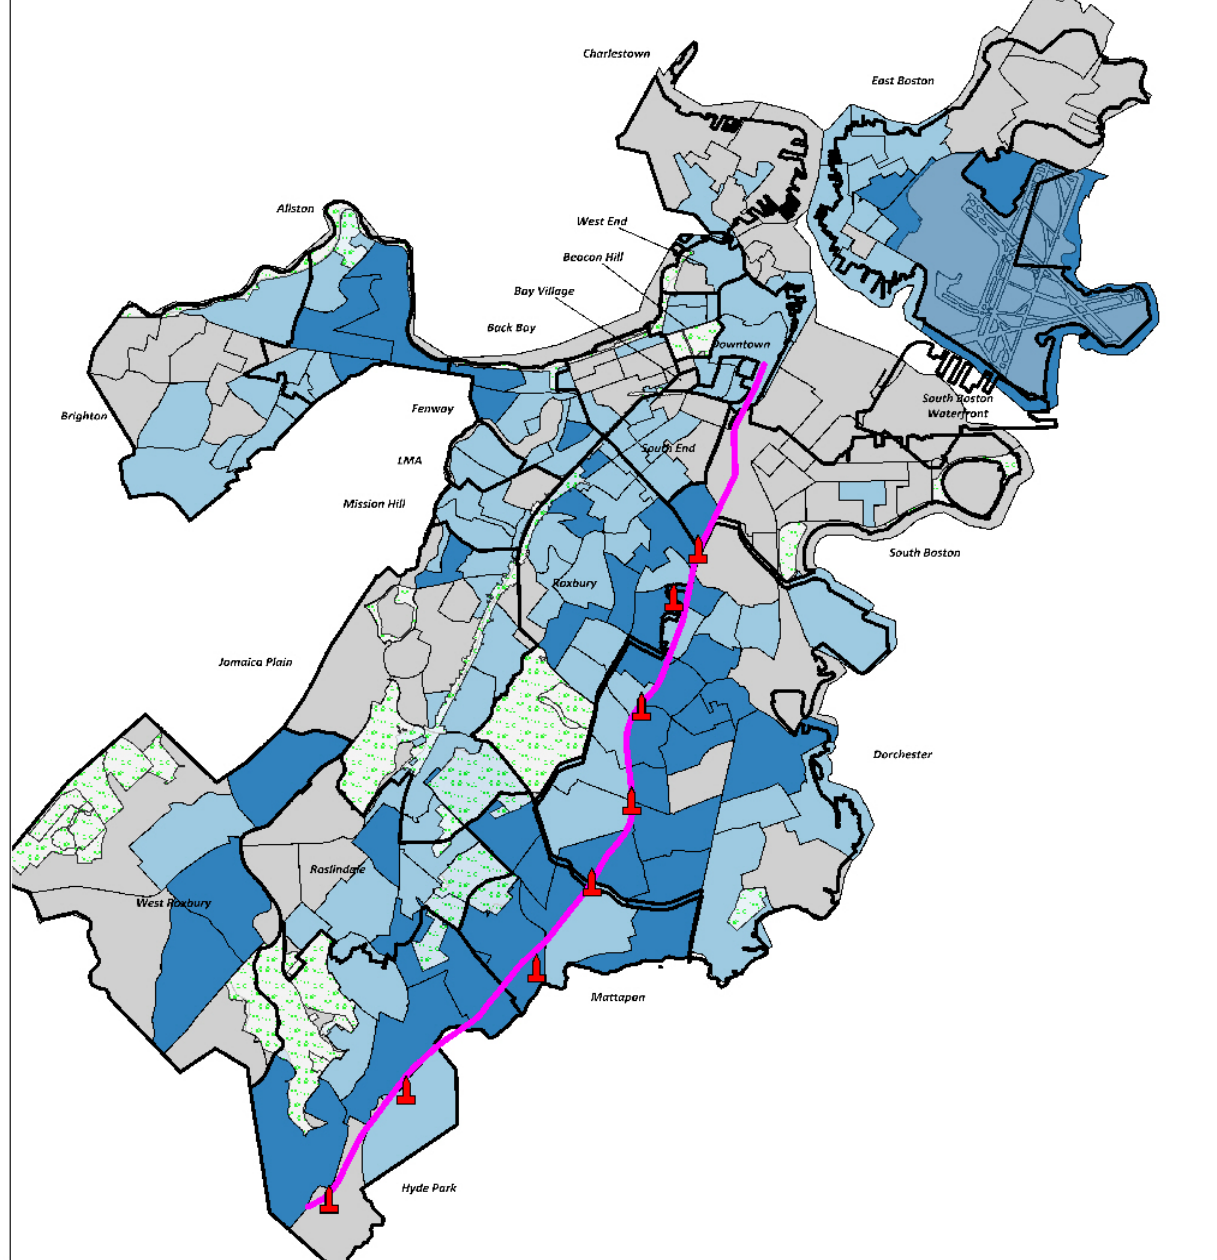 Charlestown
East Boston
Allston
West End
Beacon Hill
Bay Village
Back Bay
Downtown
South Boston
Waterfront
Brighton
Fenway
South End
LMA
Mission Hill
South Boston
Roxbury
Jamaica Plain
Dorchester
Roslindale
West Roxbury
Mattapan
Hyde Park